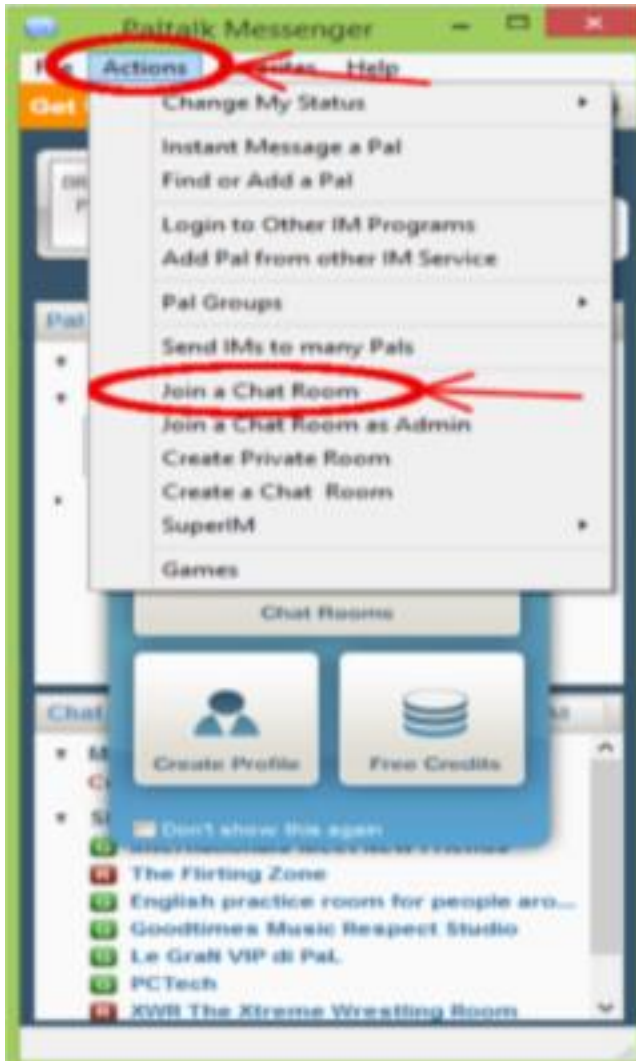 Paltalk Messenger
Actions Help
Get
Change My Status
Instant Message a Pal
Find or Add a Pal
Login to Other IM Programs
Add Pal from other IM Service
Pal Groups
Pal
Send IMs to many Pals
Join a Chat Room
Join a Chat Room as Admin
Create Private Room
Create a Chat Room
SuperIM
Games
Chat Rooms
Chat
Create Profile
Free Credits
Don't show this again
The Flirting Zone
English practice room for people aro...
Goodtimes Music Respect Studio
VIP di PaL
PCTech
XWR The Xtreme Wrestling Room